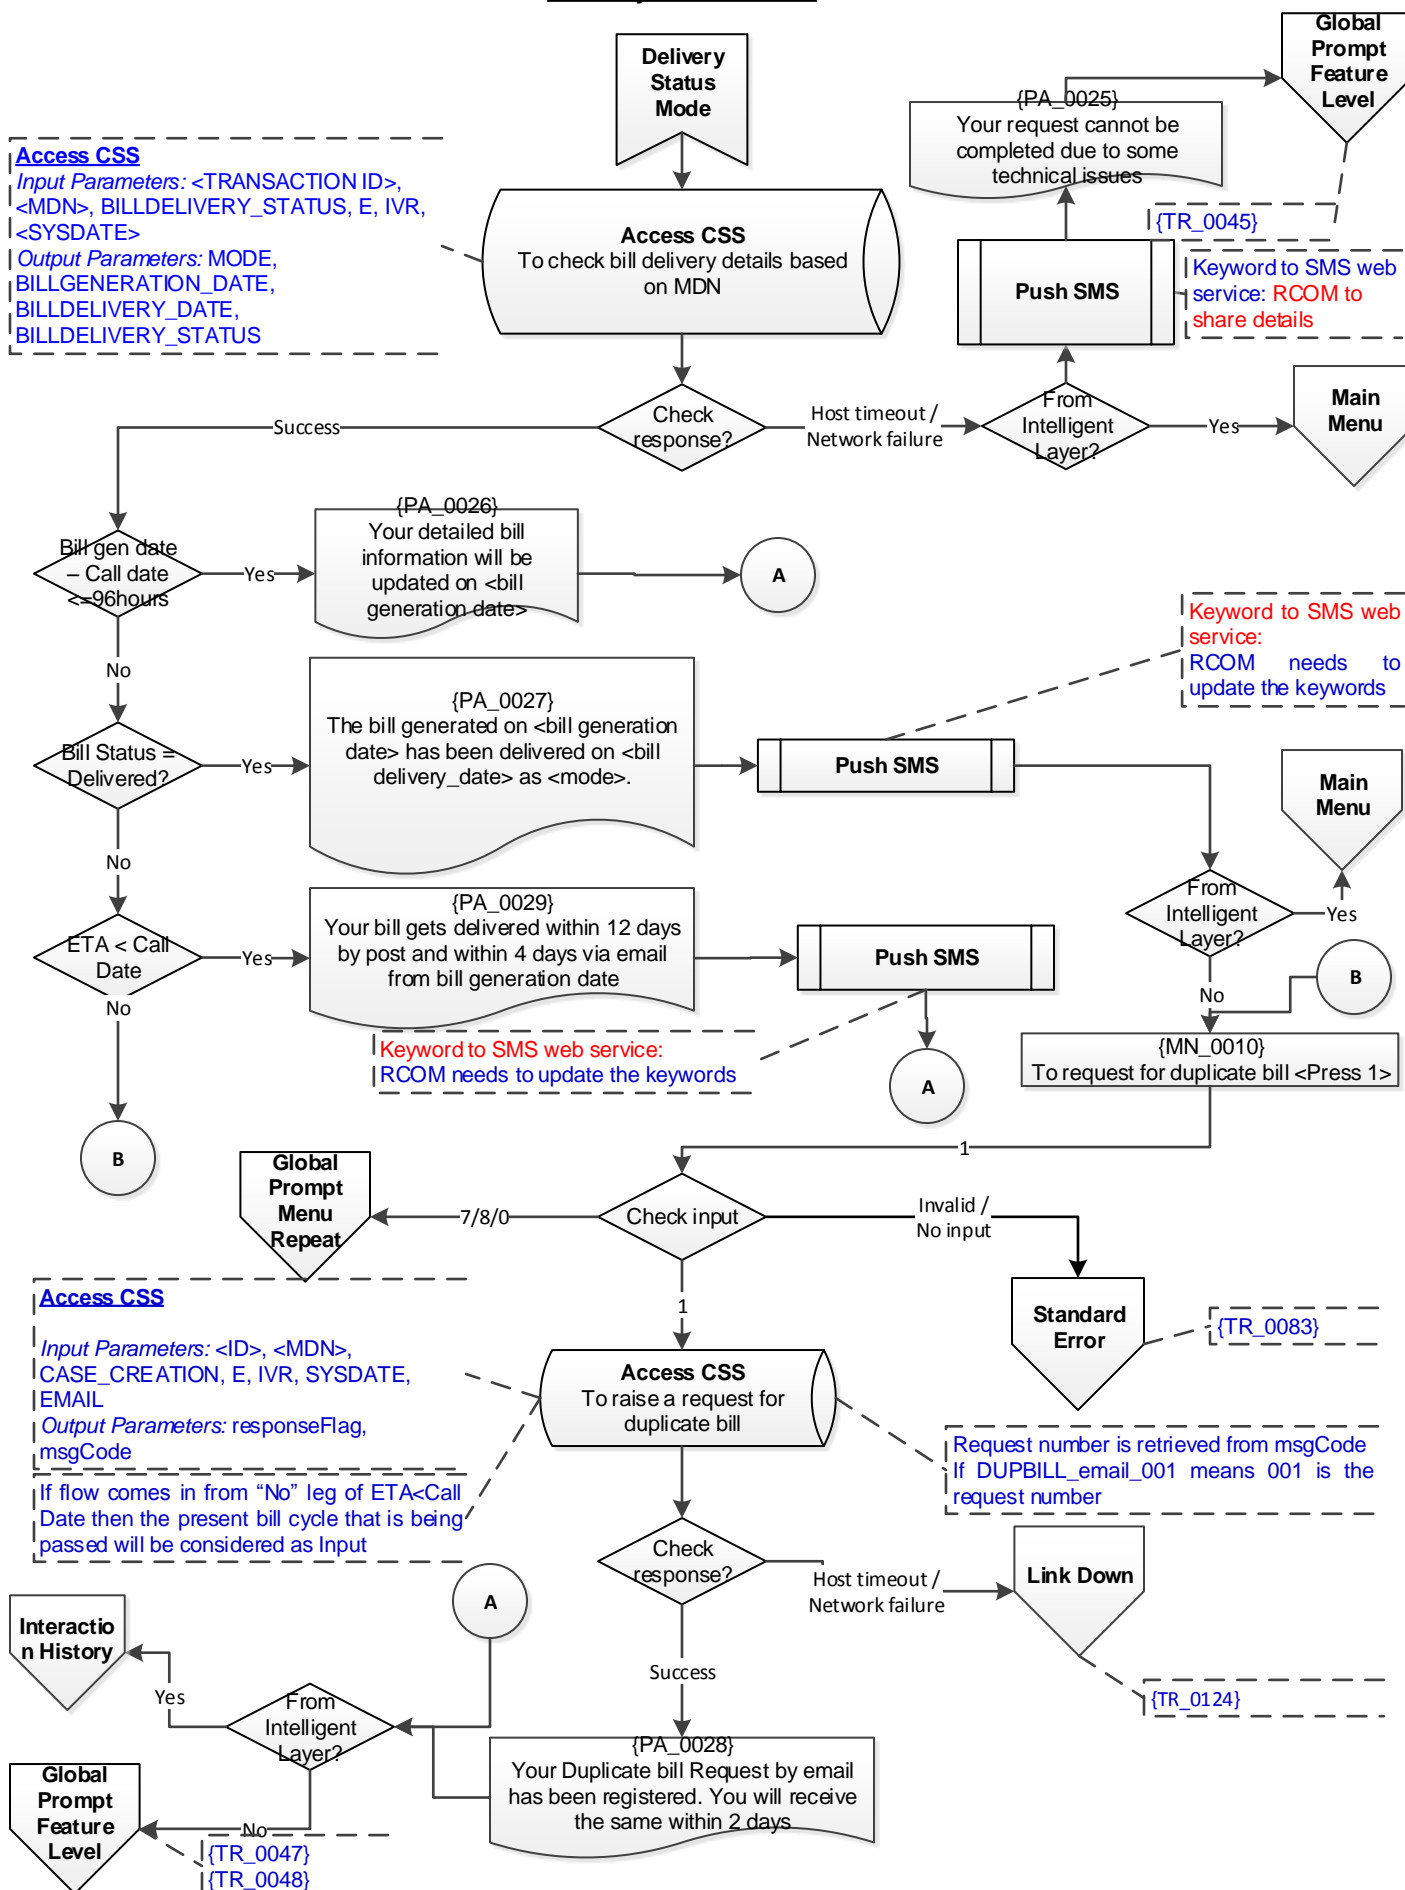 Delivery
Status
Mode
Global
Prompt
Feature
Level
{PA_0025}
Your request cannot be
completed due to some
technical issues
Access CSS
Input Parameters: <TRANSACTION ID>,
<MDN>, BILLDELIVERY_STATUS, E, IVR,
<SYSDATE>
Output Parameters: MODE,
BILLGENERATION_DATE,
BILLDELIVERY_DATE,
BILLDELIVERY_STATUS
Access CSS
To check bill delivery details based
on MDN
{TR_0045}
Push SMS
Keyword to SMS web
service: RCOM to
share details
Check
response?
Success
Host timeout /
Network failure
From
Intelligent
Layer?
Yes
Main
Menu
Bill gen date
– Call date
<=96hours
Yes
{PA_0026}
Your detailed bill
information will be
updated on <bill
generation date>
A
No
Keyword to SMS web
service:
RCOM needs to
update the keywords
Bill Status =
Delivered?
Yes
{PA_0027}
The bill generated on <bill generation
date> has been delivered on <bill
delivery_date> as <mode>.
Push SMS
Main
Menu
No
From
Intelligent
Layer?
Yes
ETA < Call
Date
Yes
{PA_0029}
Your bill gets delivered within 12 days
by post and within 4 days via email
from bill generation date
Push SMS
B
No
No
Keyword to SMS web service:
RCOM needs to update the keywords
A
{MN_0010}
To request for duplicate bill <Press 1>
B
1
Global
Prompt
Menu
Repeat
7/8/0
Check input
Invalid /
No input
1
Standard
Error
{TR_0083}
Access CSS
Input Parameters: <ID>, <MDN>,
CASE_CREATION, E, IVR, SYSDATE,
EMAIL
Output Parameters: responseFlag,
msgCode
Access CSS
To raise a request for
duplicate bill
Request number is retrieved from msgCode
If DUPBILL_email_001 means 001 is the
request number
If flow comes in from “No” leg of ETA<Call
Date then the present bill cycle that is being
passed will be considered as Input
Check
response?
Host timeout /
Network failure
Link Down
A
Interactio
n History
Success
{TR_0124}
Yes
From
Intelligent
Layer?
{PA_0028}
Your Duplicate bill Request by email
has been registered. You will receive
the same within 2 days
Global
Prompt
Feature
Level
No
{TR_0047}
{TR_0048}